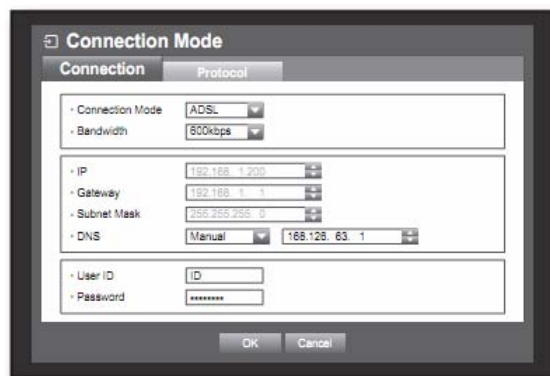 Connection Mode
Connection Protocol
Connection Mode ADSL
Bandwidth 600kbps
IP 192.168. 1.200
Gateway 192.168. 1. 1
Subnet Mask 255.255.255. 0
DNS Manual 168.126. 63. 1
User ID ID
Password ********
OK Cancel